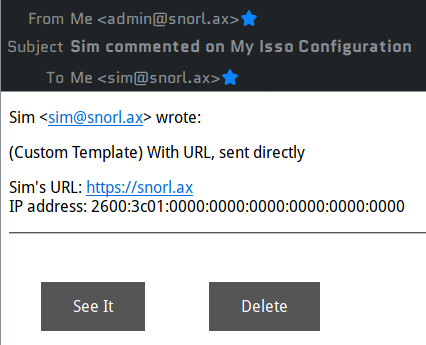 From Me <admin@snorl.ax>
Subject Sim commented on My Isso Configuration
To Me <sim@snorl.ax>
Sim <sim@snorl.ax> wrote:
(Custom Template) With URL, sent directly
Sim's URL: https://snorl.ax
IP address: 2600:3c01:0000:0000:0000:0000:0000:0000
See It
Delete